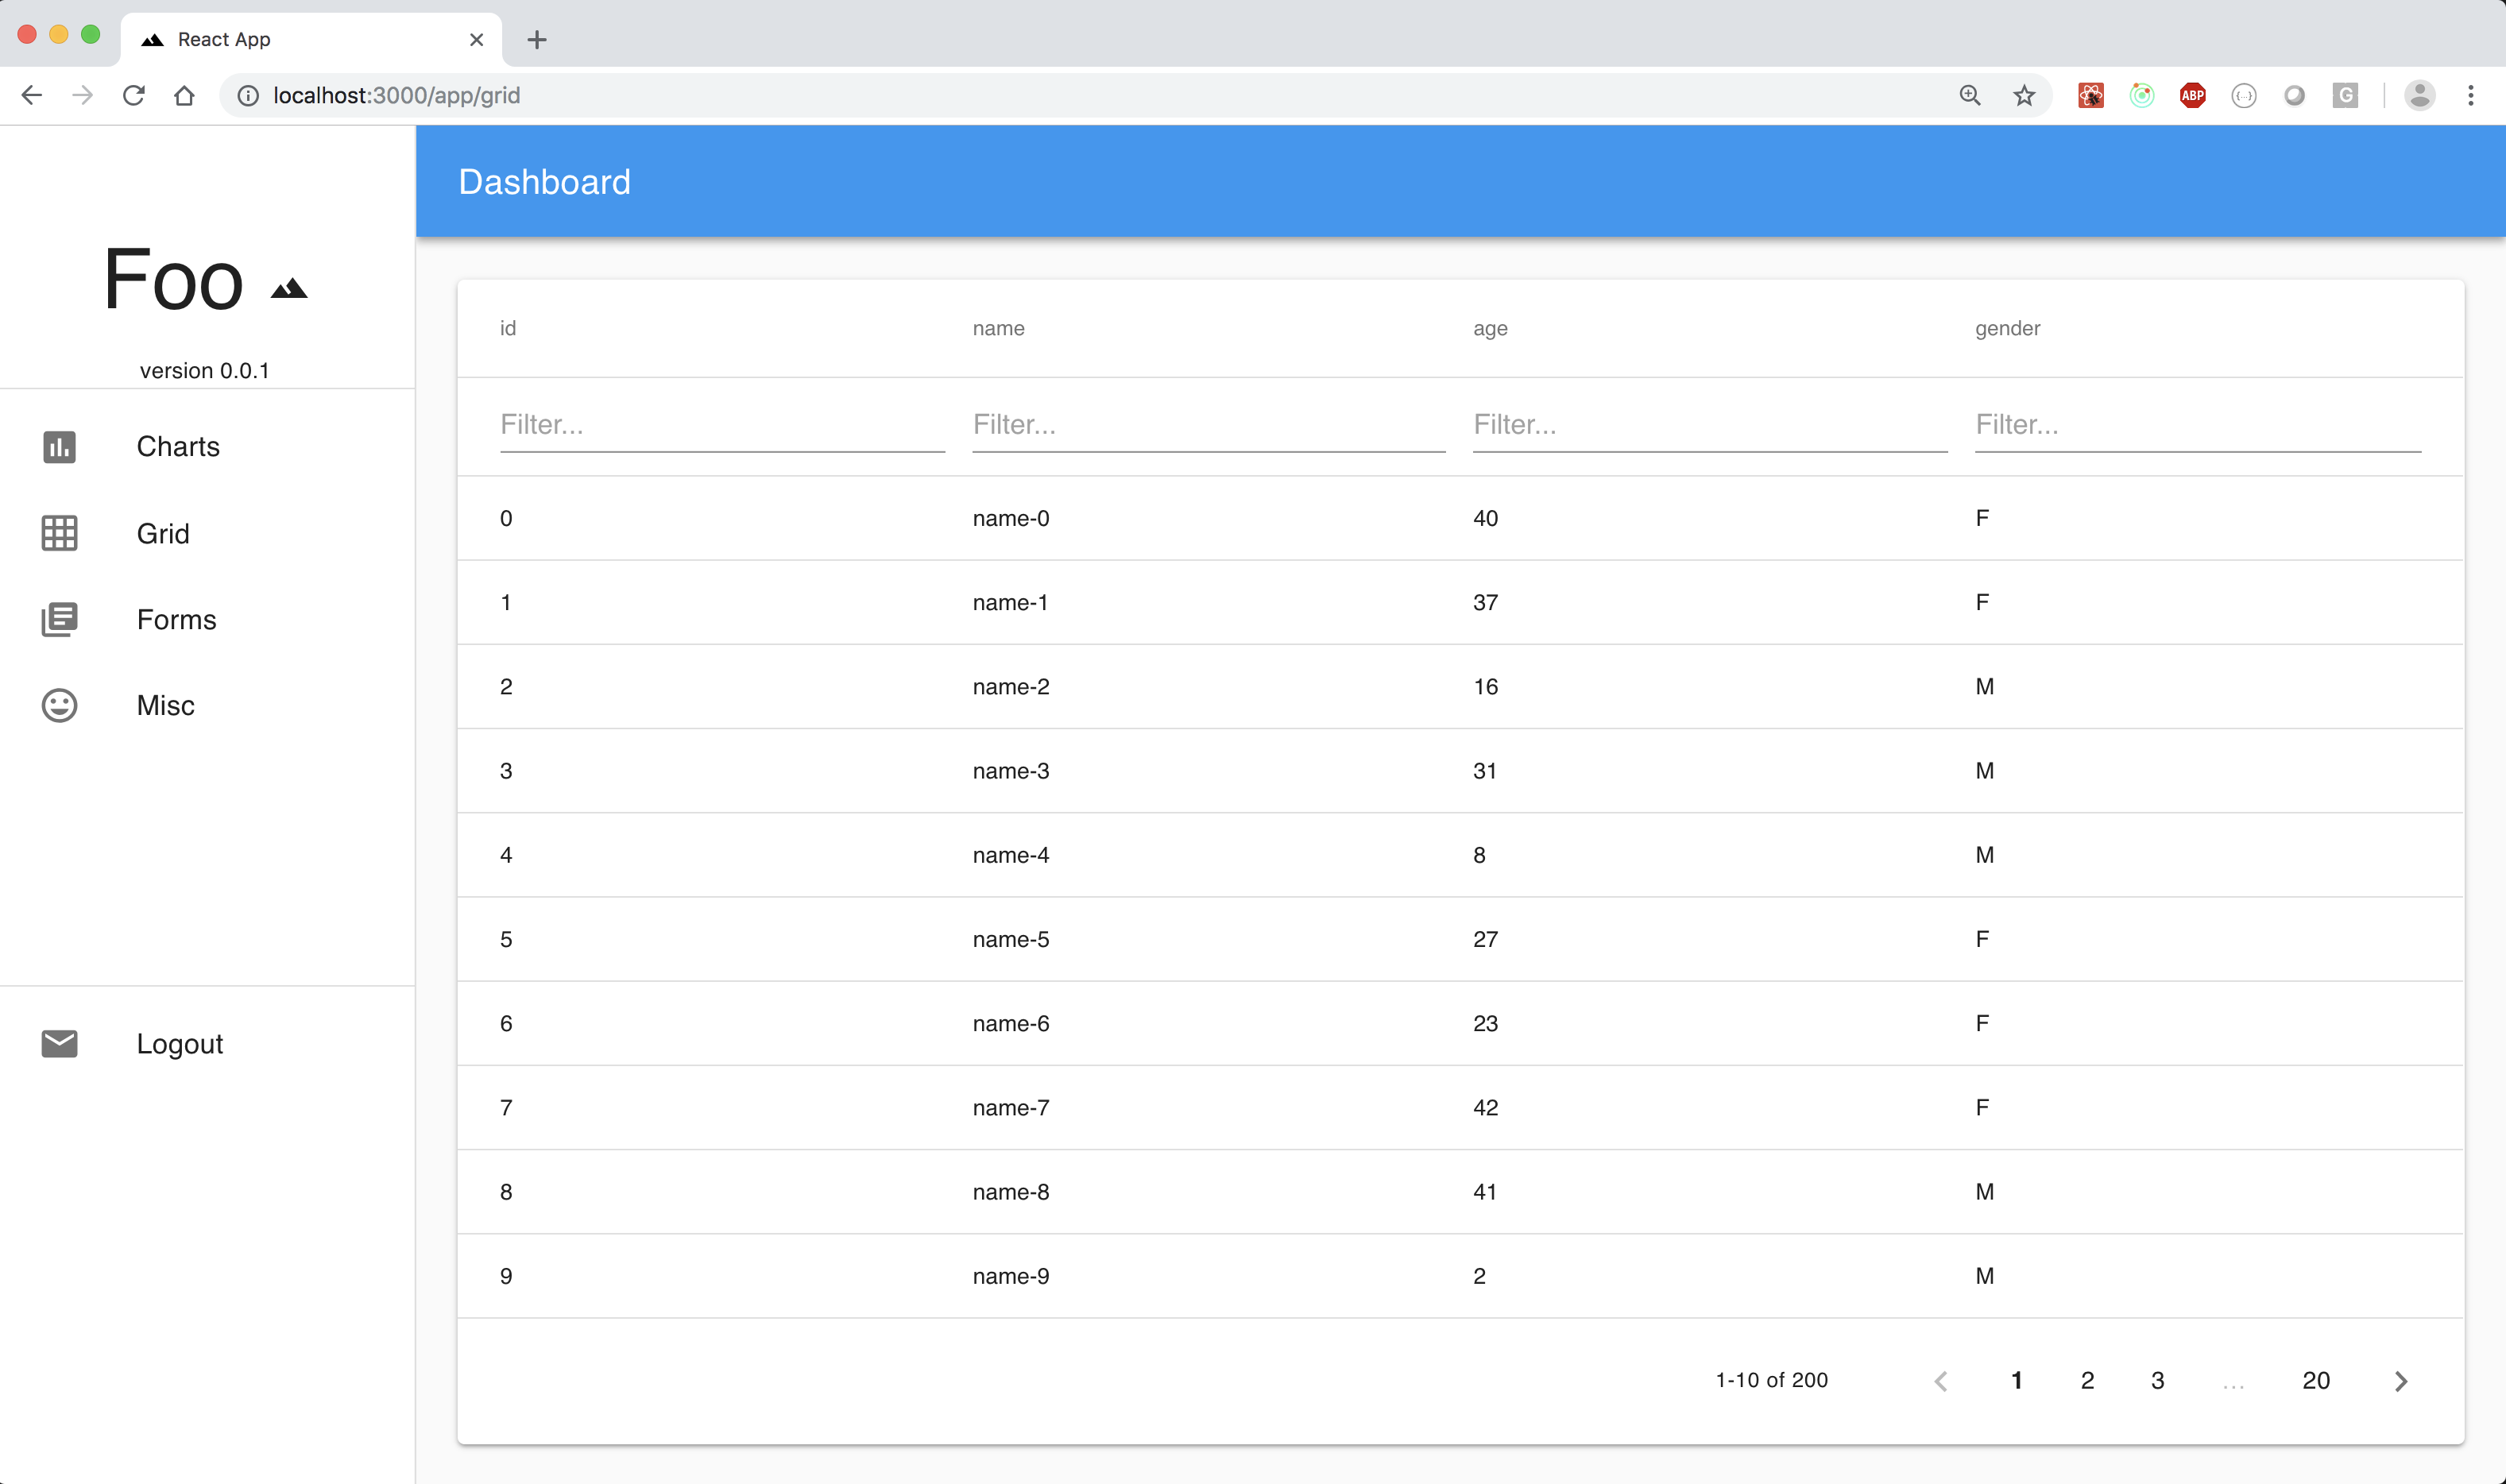 React App
localhost:3000/app/grid
ABP
{...}
G
Dashboard
Foo
version 0.0.1
Charts
Grid
Forms
Misc
Logout
id name age gender
Filter... Filter... Filter... Filter...
0 name-0 40 F
1 name-1 37 F
2 name-2 16 M
3 name-3 31 M
4 name-4 8 M
5 name-5 27 F
6 name-6 23 F
7 name-7 42 F
8 name-8 41 M
9 name-9 2 M
1-10 of 200 1 2 3 ... 20